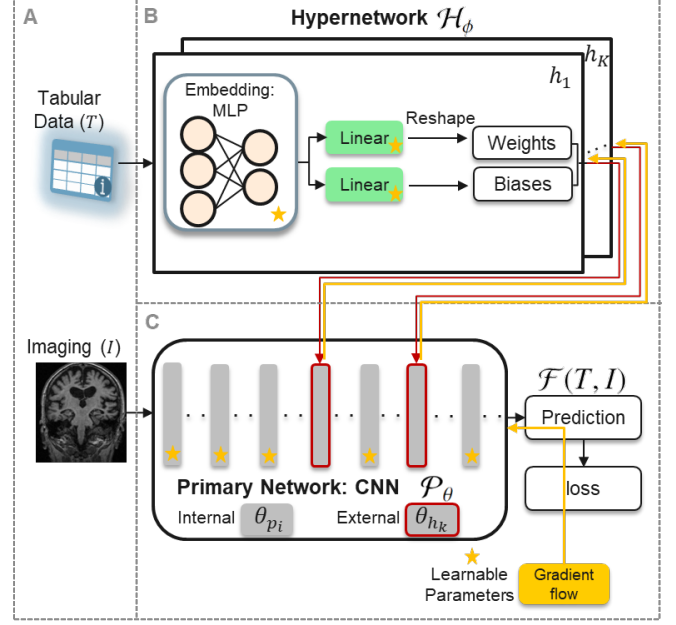 A
B
Hypernetwork ℋ_ϕ
h_K
h_1
Tabular
Data (T)
i
Embedding:
MLP
Linear
Reshape
Weights
Linear
Biases
C
Imaging (I)
ℱ(T, I)
Prediction
loss
Primary Network: CNN 𝒫_θ
Internal θ_{p_i}
External θ_{h_k}
Learnable
Parameters
Gradient
flow